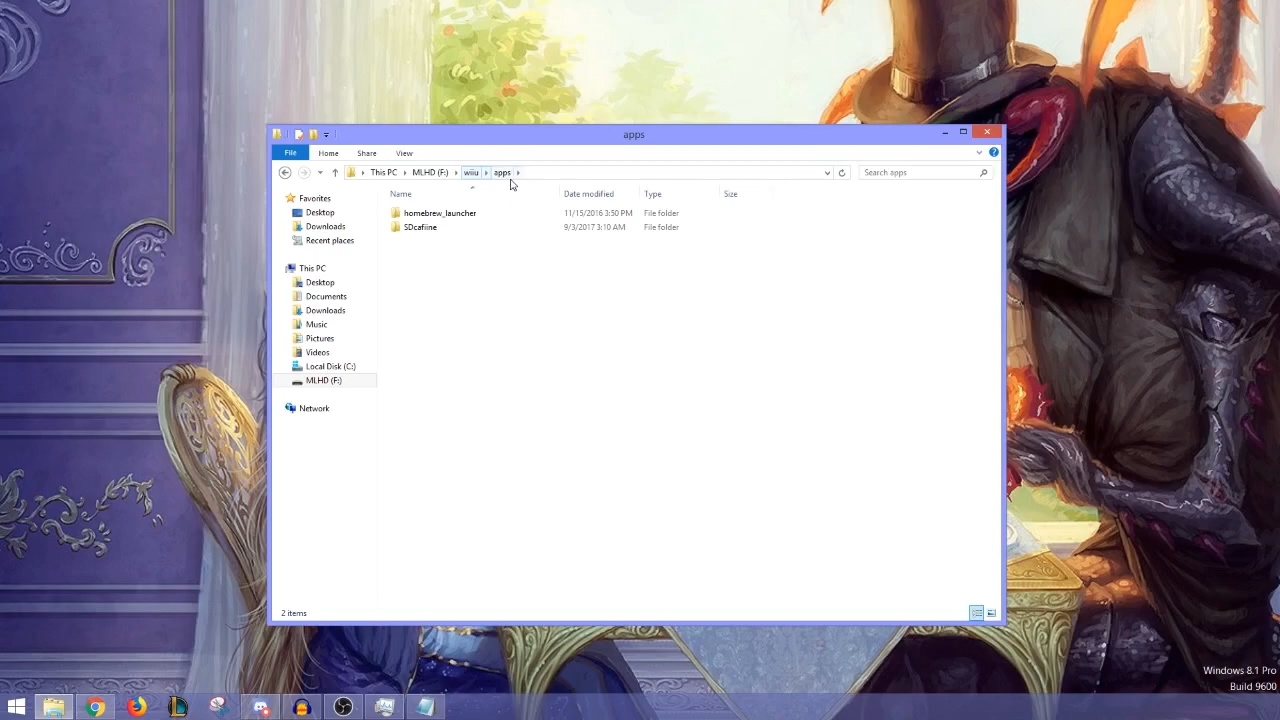 apps
File Home Share View
This PC MLHD (F:) wiiu apps
Search apps
Name Date modified Type Size
Favorites
Desktop
Downloads
Recent places
This PC
Desktop
Documents
Downloads
Music
Pictures
Videos
Local Disk (C:)
MLHD (F:)
Network
homebrew_launcher 11/15/2016 3:50 PM File folder
SDcafiine 9/3/2017 3:10 AM File folder
2 items
Windows 8.1 Pro
Build 9600